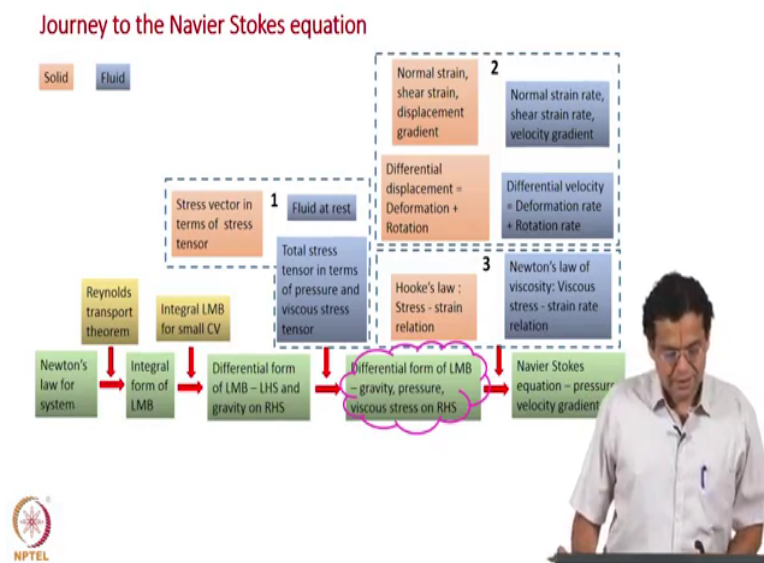 Journey to the Navier Stokes equation
Solid
Fluid
Normal strain,
shear strain,
displacement
gradient
2
Normal strain rate,
shear strain rate,
velocity gradient
Differential
displacement =
Deformation +
Rotation
Differential velocity
= Deformation rate
+ Rotation rate
Stress vector in
terms of stress
tensor
1
Fluid at rest
Total stress
tensor in terms
of pressure and
viscous stress
tensor
3
Hooke's law :
Stress - strain
relation
Newton's law of
viscosity: Viscous
stress - strain rate
relation
Reynolds
transport
theorem
Integral LMB
for small CV
Newton's
law for
system
Integral
form of
LMB
Differential form
of LMB – LHS and
gravity on RHS
Differential form of LMB
– gravity, pressure,
viscous stress on RHS
Navier Stokes
equation – pressure
velocity gradient
NPTEL